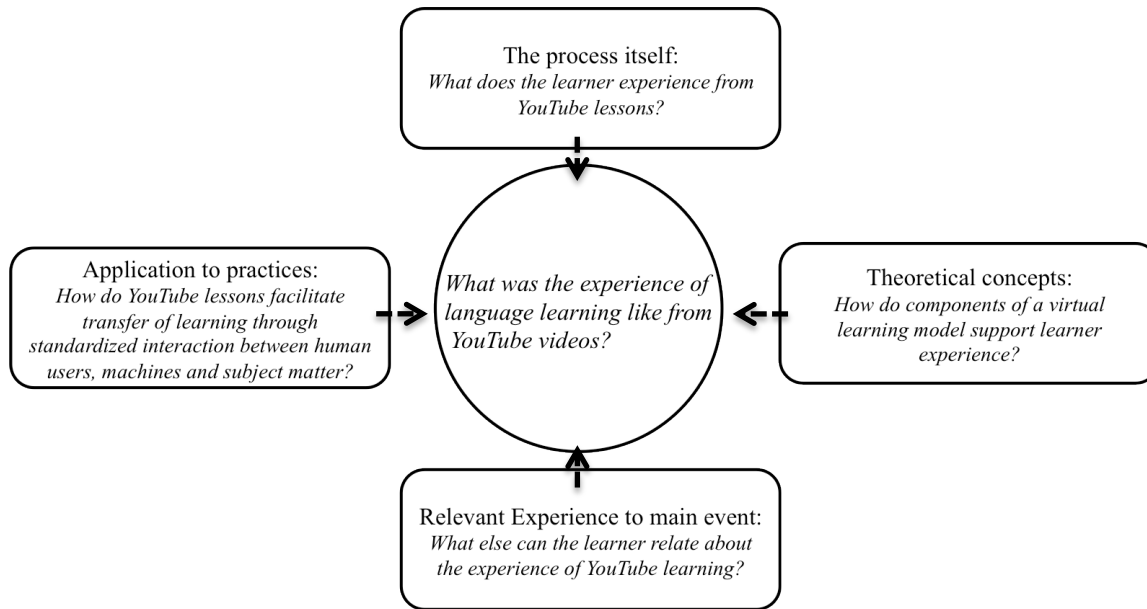 The process itself:
What does the learner experience from
YouTube lessons?
Application to practices:
How do YouTube lessons facilitate
transfer of learning through
standardized interaction between human
users, machines and subject matter?
What was the experience of
language learning like from
YouTube videos?
Theoretical concepts:
How do components of a virtual
learning model support learner
experience?
Relevant Experience to main event:
What else can the learner relate about
the experience of YouTube learning?